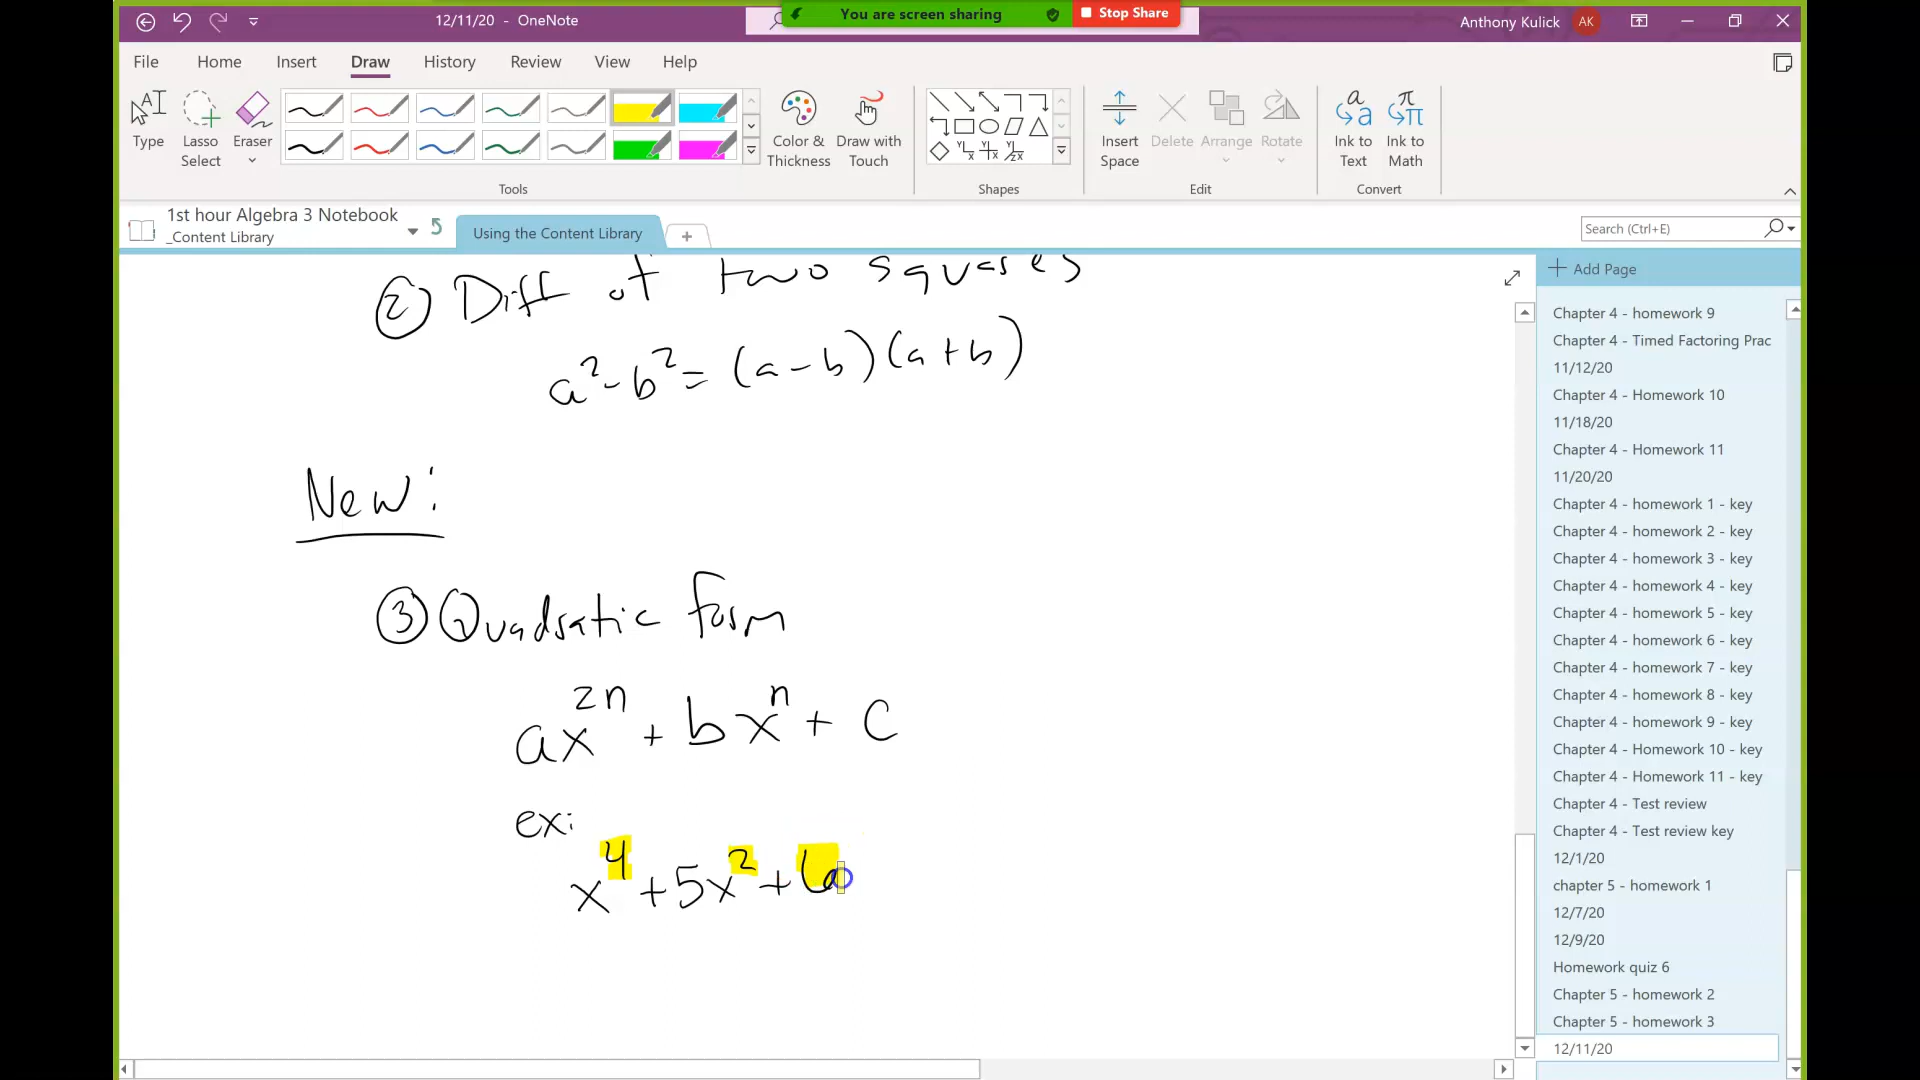 12/11/20 - OneNote
You are screen sharing
Stop Share
Anthony Kulick
AK
File Home Insert Draw History Review View Help
Type
Lasso Select
Eraser
Color & Thickness
Draw with Touch
Insert Space
Delete
Arrange
Rotate
Ink to Text
Ink to Math
Tools
Shapes
Edit
Convert
1st hour Algebra 3 Notebook
_Content Library
Using the Content Library
Search (Ctrl+E)
② Diff of two squares
a²-b²= (a-b)(a+b)
New:
③ Quadratic form
ax^2n + bx^n + c
ex:
x⁴+5x²+6
Add Page
Chapter 4 - homework 9
Chapter 4 - Timed Factoring Prac
11/12/20
Chapter 4 - Homework 10
11/18/20
Chapter 4 - Homework 11
11/20/20
Chapter 4 - homework 1 - key
Chapter 4 - homework 2 - key
Chapter 4 - homework 3 - key
Chapter 4 - homework 4 - key
Chapter 4 - homework 5 - key
Chapter 4 - homework 6 - key
Chapter 4 - homework 7 - key
Chapter 4 - homework 8 - key
Chapter 4 - homework 9 - key
Chapter 4 - Homework 10 - key
Chapter 4 - Homework 11 - key
Chapter 4 - Test review
Chapter 4 - Test review key
12/1/20
chapter 5 - homework 1
12/7/20
12/9/20
Homework quiz 6
Chapter 5 - homework 2
Chapter 5 - homework 3
12/11/20